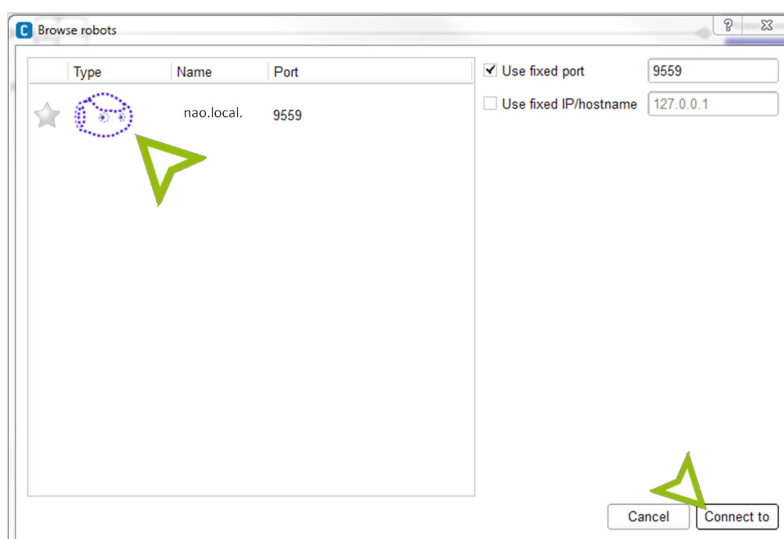 C Browse robots ?
Type Name Port
nao.local. 9559
Use fixed port 9559
Use fixed IP/hostname 127.0.0.1
Cancel Connect to